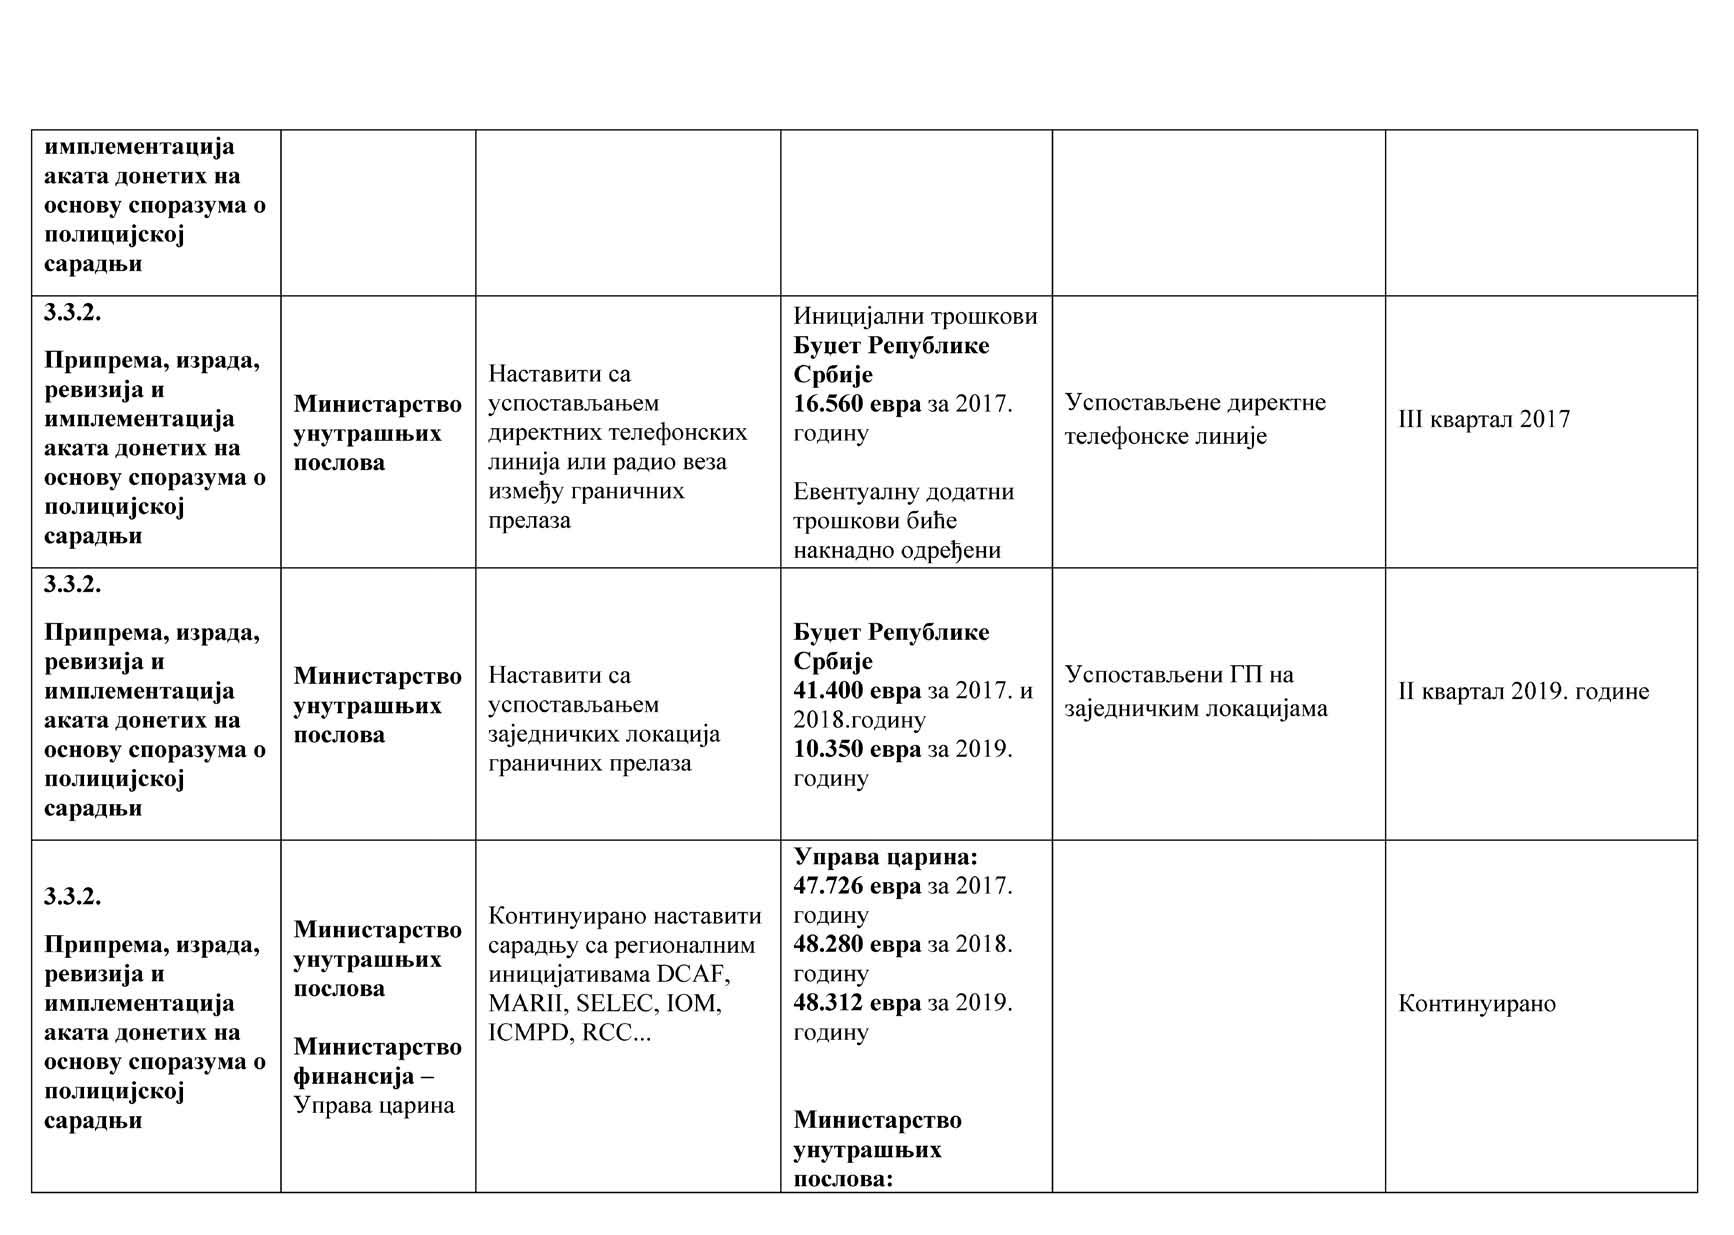 имплементација
аката донетих на
основу споразума о
полицијској
сарадњи
3.3.2.
Припрема, израда,
ревизија и
имплементација
аката донетих на
основу споразума о
полицијској
сарадњи
Министарство
унутрашњих
послова
Наставити са
успостављањем
директних телефонских
линија или радио веза
између граничних
прелаза
Иницијални трошкови
Буџет Републике
Србије
16.560 евра за 2017.
годину
Евентуалну додатни
трошкови биће
накнадно одређени
Успостављене директне
телефонске линије
III квартал 2017
3.3.2.
Припрема, израда,
ревизија и
имплементација
аката донетих на
основу споразума о
полицијској
сарадњи
Министарство
унутрашњих
послова
Наставити са
успостављањем
заједничких локација
граничних прелаза
Буџет Републике
Србије
41.400 евра за 2017. и
2018.годину
10.350 евра за 2019.
годину
Успостављени ГП на
заједничким локацијама
II квартал 2019. године
3.3.2.
Припрема, израда,
ревизија и
имплементација
аката донетих на
основу споразума о
полицијској
сарадњи
Министарство
унутрашњих
послова
Министарство
финансија –
Управа царина
Континуирано наставити
сарадњу са регионалним
иницијативама DCAF,
MARII, SELEC, IOM,
ICMPD, RCC...
Управа царина:
47.726 евра за 2017.
годину
48.280 евра за 2018.
годину
48.312 евра за 2019.
годину
Министарство
унутрашњих
послова:
Континуирано